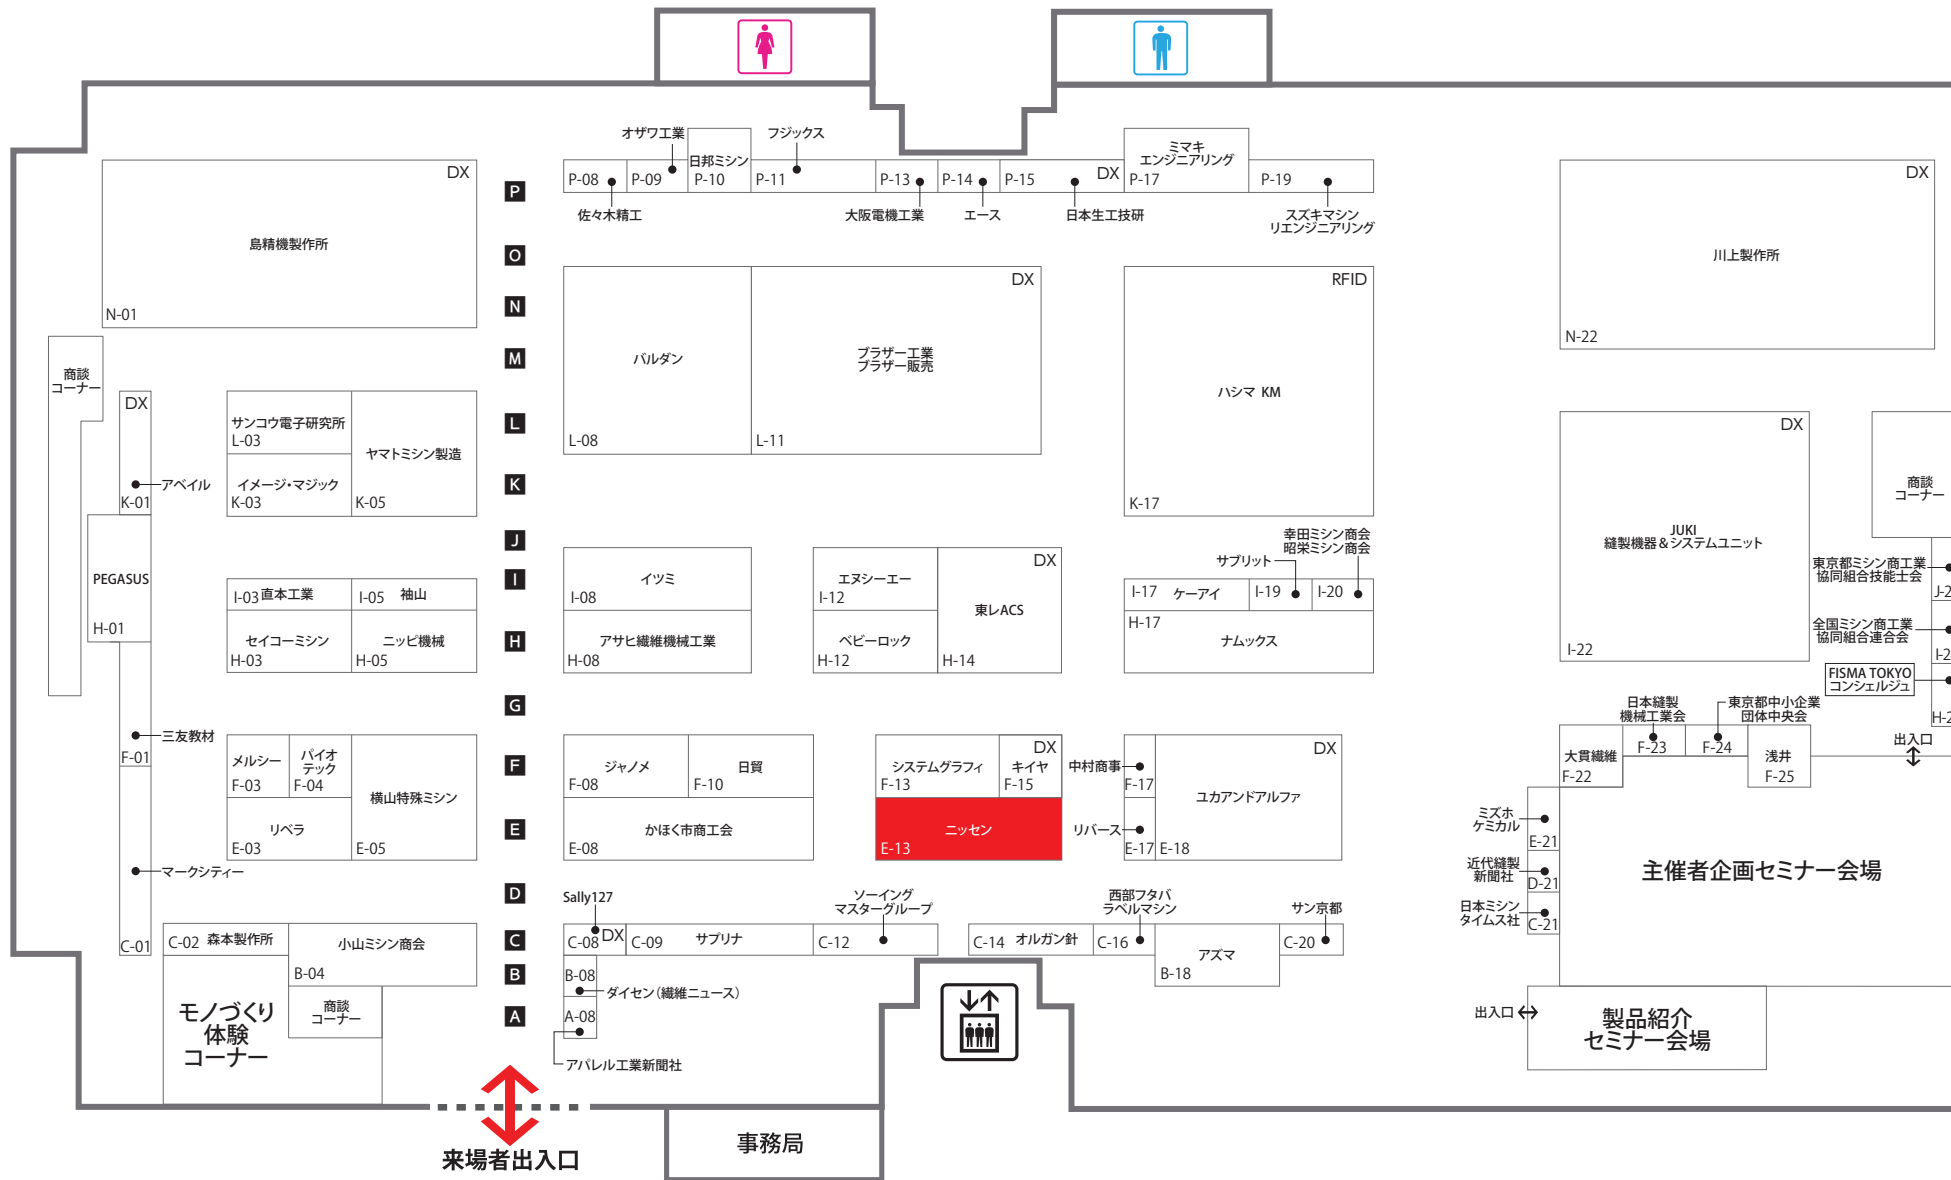 オザワ工業
フジックス
日邦ミシン
ミマキ
エンジニアリング
P
P-08
P-09
P-10
P-11
P-13
P-14
P-15
DX
P-17
P-19
佐々木精工
大阪電機工業
エース
日本生工技研
スズキマシン
リエンジニアリング
DX
島精機製作所
N-01
DX
川上製作所
N-22
O
N
M
L
K
J
I
H
G
F
E
D
C
B
A
バルダン
L-08
DX
ブラザー工業
ブラザー販売
L-11
RFID
ハシマ KM
K-17
商談
コーナー
DX
アベイル
K-01
サンコウ電子研究所
L-03
イメージ・マジック
K-03
ヤマトミシン製造
K-05
DX
JUKI
縫製機器&システムユニット
I-22
商談
コーナー
PEGASUS
H-01
I-03 直本工業
I-05 袖山
セイコーミシン
H-03
ニッピ機械
H-05
イツミ
I-08
アサヒ繊維機械工業
H-08
エヌシーエー
I-12
ベビーロック
H-12
DX
東レACS
H-14
幸田ミシン商会
昭栄ミシン商会
サブリット
I-17 ケーアイ
I-19
I-20
H-17
ナムックス
東京都ミシン商工業
協同組合技能士会
J-2
全国ミシン商工業
協同組合連合会
I-2
FISMA TOKYO
コンシェルジュ
H-2
三友教材
F-01
メルシー
F-03
パイオ
テック
F-04
リベラ
E-03
横山特殊ミシン
E-05
ジャノメ
F-08
日貿
F-10
かほく市商工会
E-08
システムグラフィ
F-13
DX
キイヤ
F-15
ニッセン
E-13
中村商事
F-17
リバース
E-17
DX
ユカアンドアルファ
E-18
日本縫製
機械工業会
F-23
東京都中小企業
団体中央会
F-24
大貫繊維
F-22
浅井
F-25
出入口
ミズホ
ケミカル
E-21
近代縫製
新聞社
D-21
日本ミシン
タイムス社
C-21
主催者企画セミナー会場
マークシティー
C-01
C-02 森本製作所
小山ミシン商会
B-04
商談
コーナー
モノづくり
体験
コーナー
Sally127
C-08
DX
C-09 サプリナ
ソーイング
マスターグループ
C-12
C-14 オルガン針
西部フタバ
ラベルマシン
C-16
アズマ
B-18
サン京都
C-20
B-08
ダイセン(繊維ニュース)
A-08
アパレル工業新聞社
出入口
製品紹介
セミナー会場
来場者出入口
事務局